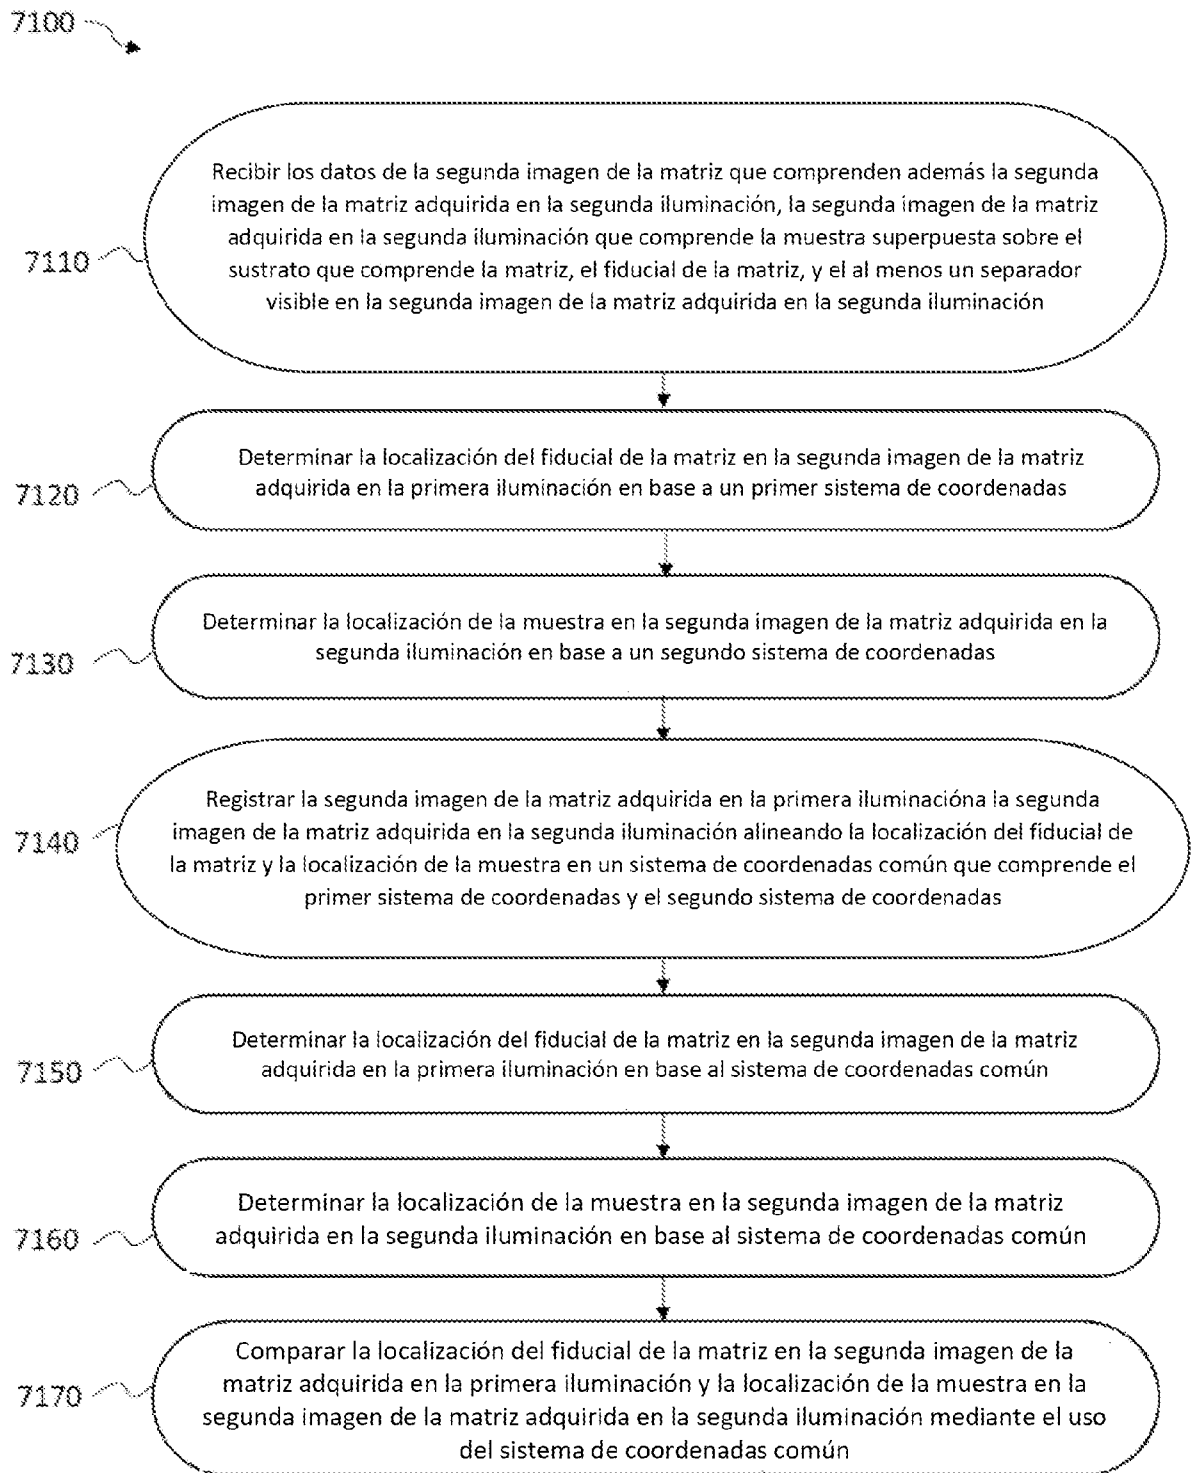 7100
Recibir los datos de la segunda imagen de la matriz que comprenden además la segunda
imagen de la matriz adquirida en la segunda iluminación, la segunda imagen de la matriz
adquirida en la segunda iluminación que comprende la muestra superpuesta sobre el
sustrato que comprende la matriz, el fiducial de la matriz, y el al menos un separador
visible en la segunda imagen de la matriz adquirida en la segunda iluminación
7110
Determinar la localización del fiducial de la matriz en la segunda imagen de la matriz
adquirida en la primera iluminación en base a un primer sistema de coordenadas
7120
Determinar la localización de la muestra en la segunda imagen de la matriz adquirida en la
segunda iluminación en base a un segundo sistema de coordenadas
7130
Registrar la segunda imagen de la matriz adquirida en la primera iluminacióna la segunda
imagen de la matriz adquirida en la segunda iluminación alineando la localización del fiducial de
la matriz y la localización de la muestra en un sistema de coordenadas común que comprende el
primer sistema de coordenadas y el segundo sistema de coordenadas
7140
Determinar la localización del fiducial de la matriz en la segunda imagen de la matriz
adquirida en la primera iluminación en base al sistema de coordenadas común
7150
Determinar la localización de la muestra en la segunda imagen de la matriz
adquirida en la segunda iluminación en base al sistema de coordenadas común
7160
Comparar la localización del fiducial de la matriz en la segunda imagen de la
matriz adquirida en la primera iluminación y la localización de la muestra en la
segunda imagen de la matriz adquirida en la segunda iluminación mediante el uso
del sistema de coordenadas común
7170